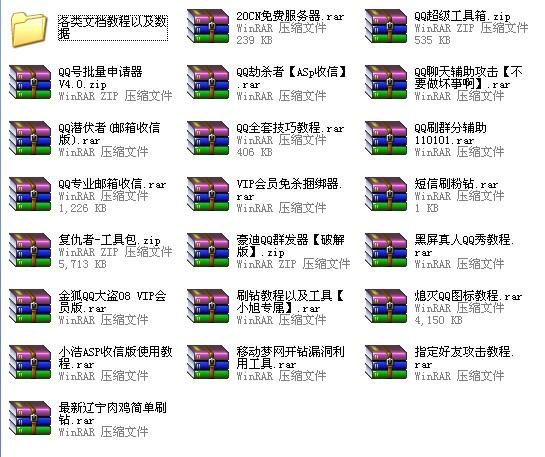 各类文档教程以及数
据
20CN免费服务器.rar
WinRAR 压缩文件
239 KB
QQ超级工具箱.zip
WinRAR ZIP 压缩文件
535 KB
QQ号批量申请器
V4.0.zip
WinRAR ZIP 压缩文件
QQ劫杀者【ASp收信】
.rar
WinRAR 压缩文件
QQ聊天辅助攻击【不
要做坏事啊】.rar
WinRAR 压缩文件
QQ潜伏者(邮箱收信
版).rar
WinRAR 压缩文件
QQ全套技巧教程.rar
WinRAR 压缩文件
406 KB
QQ刷群分辅助
110101.rar
WinRAR 压缩文件
QQ专业邮箱收信.rar
WinRAR 压缩文件
1,226 KB
VIP会员免杀捆绑器.
rar
WinRAR 压缩文件
短信刷粉钻.rar
WinRAR 压缩文件
1 KB
复仇者-工具包.zip
WinRAR ZIP 压缩文件
5,713 KB
豪迪QQ群发器【破解
版】.zip
WinRAR ZIP 压缩文件
黑屏真人QQ秀教程.
rar
WinRAR 压缩文件
金狐QQ大盗08 VIP会
员版.rar
WinRAR 压缩文件
刷钻教程以及工具【
小旭专属】.rar
WinRAR 压缩文件
熄灭QQ图标教程.rar
WinRAR 压缩文件
4,150 KB
小浩ASP收信版使用教
程.rar
WinRAR 压缩文件
移动梦网开钻漏洞利
用工具.rar
WinRAR 压缩文件
指定好友攻击教程.
rar
WinRAR 压缩文件
最新辽宁肉鸡简单刷
钻.rar
WinRAR 压缩文件